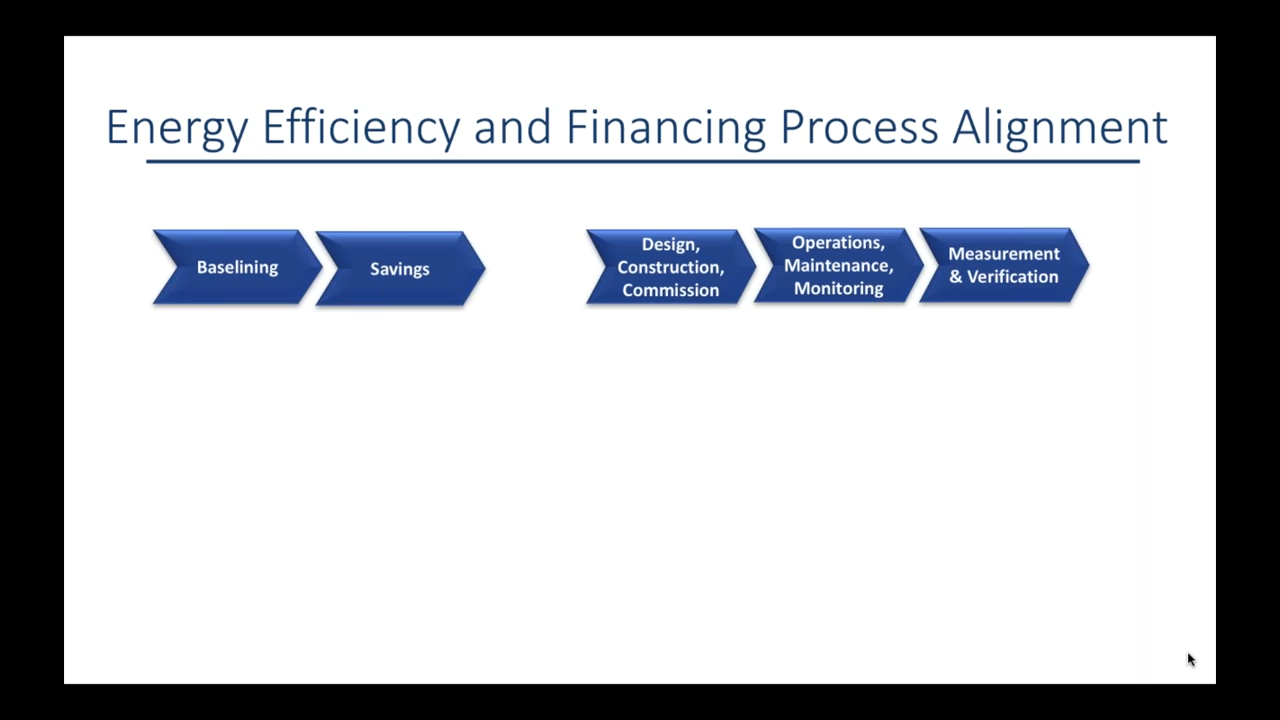 Energy Efficiency and Financing Process Alignment
Baselining
Savings
Design,
Construction,
Commission
Operations,
Maintenance,
Monitoring
Measurement
& Verification